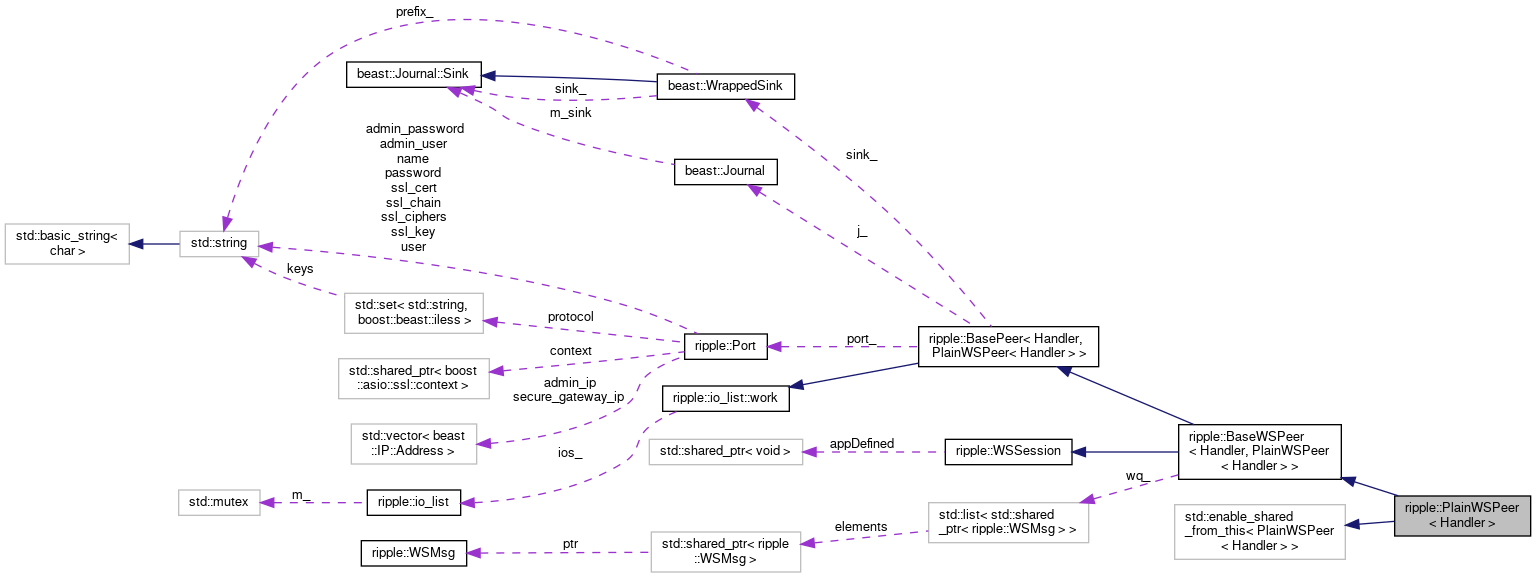 prefix_
beast::Journal::Sink
beast::WrappedSink
sink_
m_sink
admin_password
admin_user
name
password
ssl_cert
ssl_chain
ssl_ciphers
ssl_key
user
sink_
beast::Journal
std::basic_string<
char >
std::string
j_
keys
std::set< std::string,
boost::beast::iless >
protocol
ripple::Port
port_
ripple::BasePeer< Handler,
PlainWSPeer< Handler > >
context
std::shared_ptr< boost
::asio::ssl::context >
admin_ip
secure_gateway_ip
ripple::io_list::work
std::vector< beast
::IP::Address >
ios_
std::shared_ptr< void >
appDefined
ripple::WSSession
ripple::BaseWSPeer
< Handler, PlainWSPeer
< Handler > >
wq_
std::mutex
m_
ripple::io_list
std::list< std::shared
_ptr< ripple::WSMsg > >
std::enable_shared
_from_this< PlainWSPeer
< Handler > >
ripple::PlainWSPeer
< Handler >
elements
ripple::WSMsg
ptr
std::shared_ptr< ripple
::WSMsg >